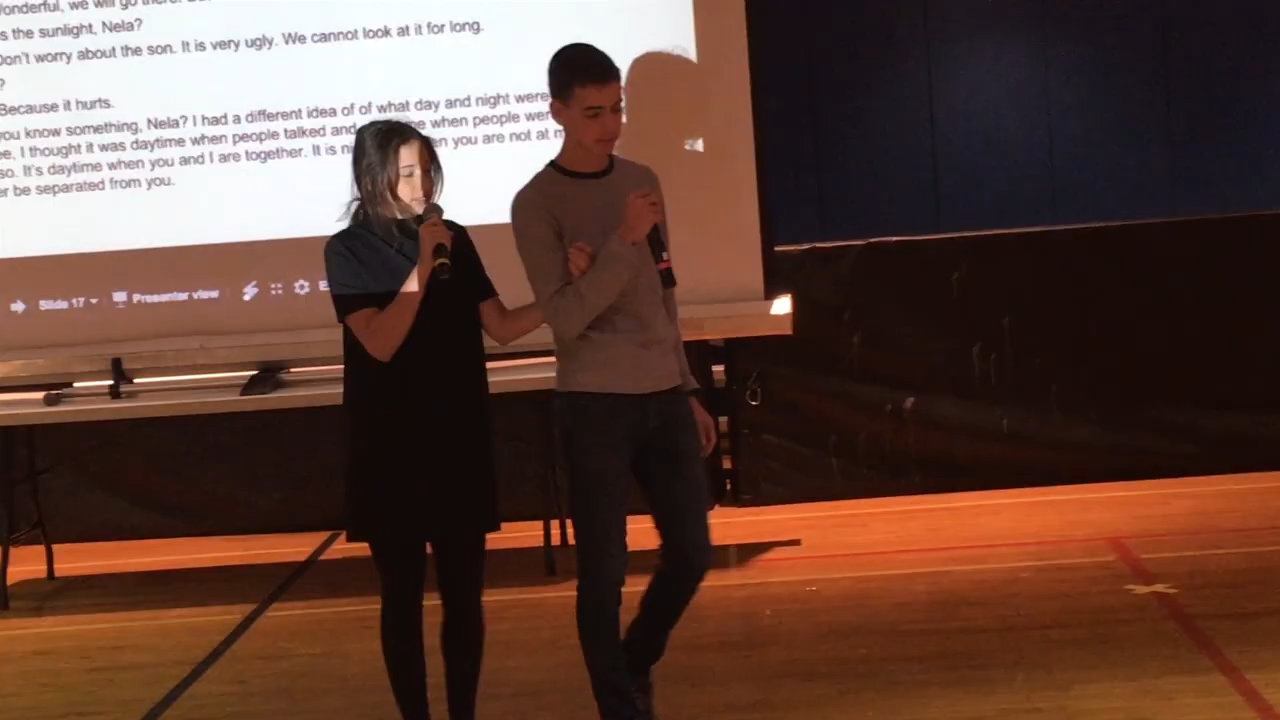 onderful, we will go there.
s the sunlight, Nela?
Don't worry about the son. It is very ugly. We cannot look at it for long.
?
Because it hurts.
you know something, Nela? I had a different idea of of what day and night were
ee, I thought it was daytime when people talked and when people wer
so. It's daytime when you and I are together. It is you are not at m
er be separated from you.
Slide 17 Presenter view